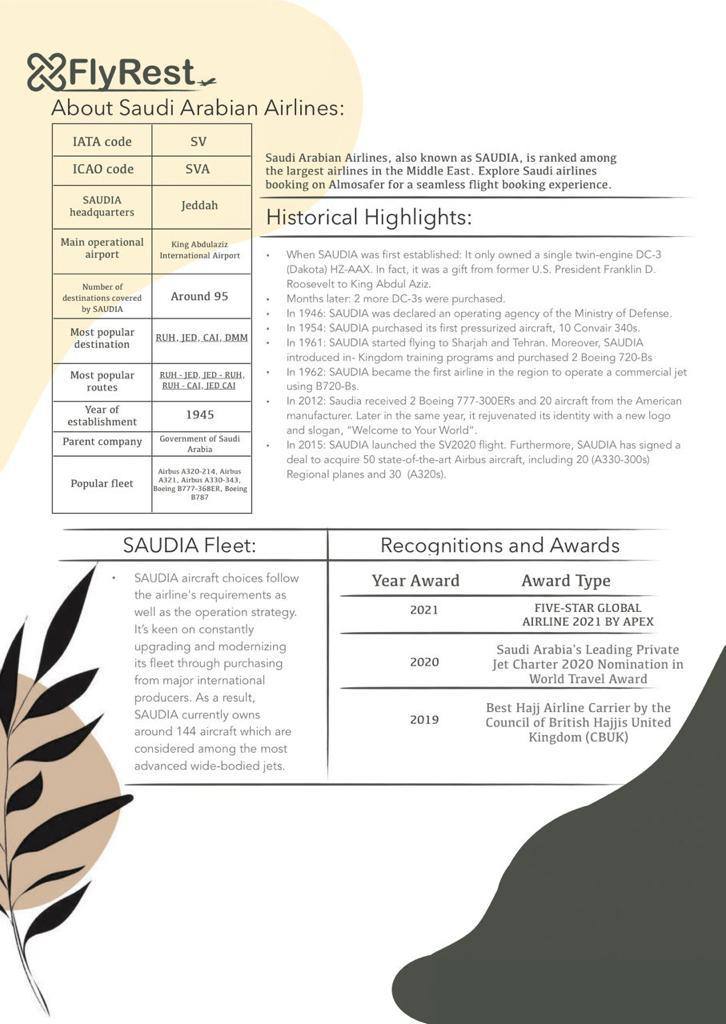 FlyRest
About Saudi Arabian Airlines:
IATA code SV
ICAO code SVA
SAUDIA
headquarters
Jeddah
Main operational
airport
King Abdulaziz
International Airport
Number of
destinations covered
by SAUDIA
Around 95
Most popular
destination
RUH, JED, CAI, DMM
Most popular
routes
RUH - JED, JED - RUH,
RUH - CAI, JED CAI
Year of
establishment
1945
Parent company
Government of Saudi
Arabia
Popular fleet
Airbus A320-214, Airbus
A321, Airbus A330-343,
Boeing B777-368ER, Boeing
B787
Saudi Arabian Airlines, also known as SAUDIA, is ranked among
the largest airlines in the Middle East. Explore Saudi airlines
booking on Almosafer for a seamless flight booking experience.
Historical Highlights:
• When SAUDIA was first established: It only owned a single twin-engine DC-3
(Dakota) HZ-AAX. In fact, it was a gift from former U.S. President Franklin D.
Roosevelt to King Abdul Aziz.
• Months later: 2 more DC-3s were purchased.
• In 1946: SAUDIA was declared an operating agency of the Ministry of Defense.
• In 1954: SAUDIA purchased its first pressurized aircraft, 10 Convair 340s.
• In 1961: SAUDIA started flying to Sharjah and Tehran. Moreover, SAUDIA
introduced in- Kingdom training programs and purchased 2 Boeing 720-Bs
• In 1962: SAUDIA became the first airline in the region to operate a commercial jet
using B720-Bs.
• In 2012: Saudia received 2 Boeing 777-300ERs and 20 aircraft from the American
manufacturer. Later in the same year, it rejuvenated its identity with a new logo
and slogan, "Welcome to Your World".
• In 2015: SAUDIA launched the SV2020 flight. Furthermore, SAUDIA has signed a
deal to acquire 50 state-of-the-art Airbus aircraft, including 20 (A330-300s)
Regional planes and 30 (A320s).
SAUDIA Fleet:
• SAUDIA aircraft choices follow
the airline's requirements as
well as the operation strategy.
It's keen on constantly
upgrading and modernizing
its fleet through purchasing
from major international
producers. As a result,
SAUDIA currently owns
around 144 aircraft which are
considered among the most
advanced wide-bodied jets.
Recognitions and Awards
Year Award Award Type
2021
FIVE-STAR GLOBAL
AIRLINE 2021 BY APEX
2020
Saudi Arabia's Leading Private
Jet Charter 2020 Nomination in
World Travel Award
2019
Best Hajj Airline Carrier by the
Council of British Hajjis United
Kingdom (CBUK)